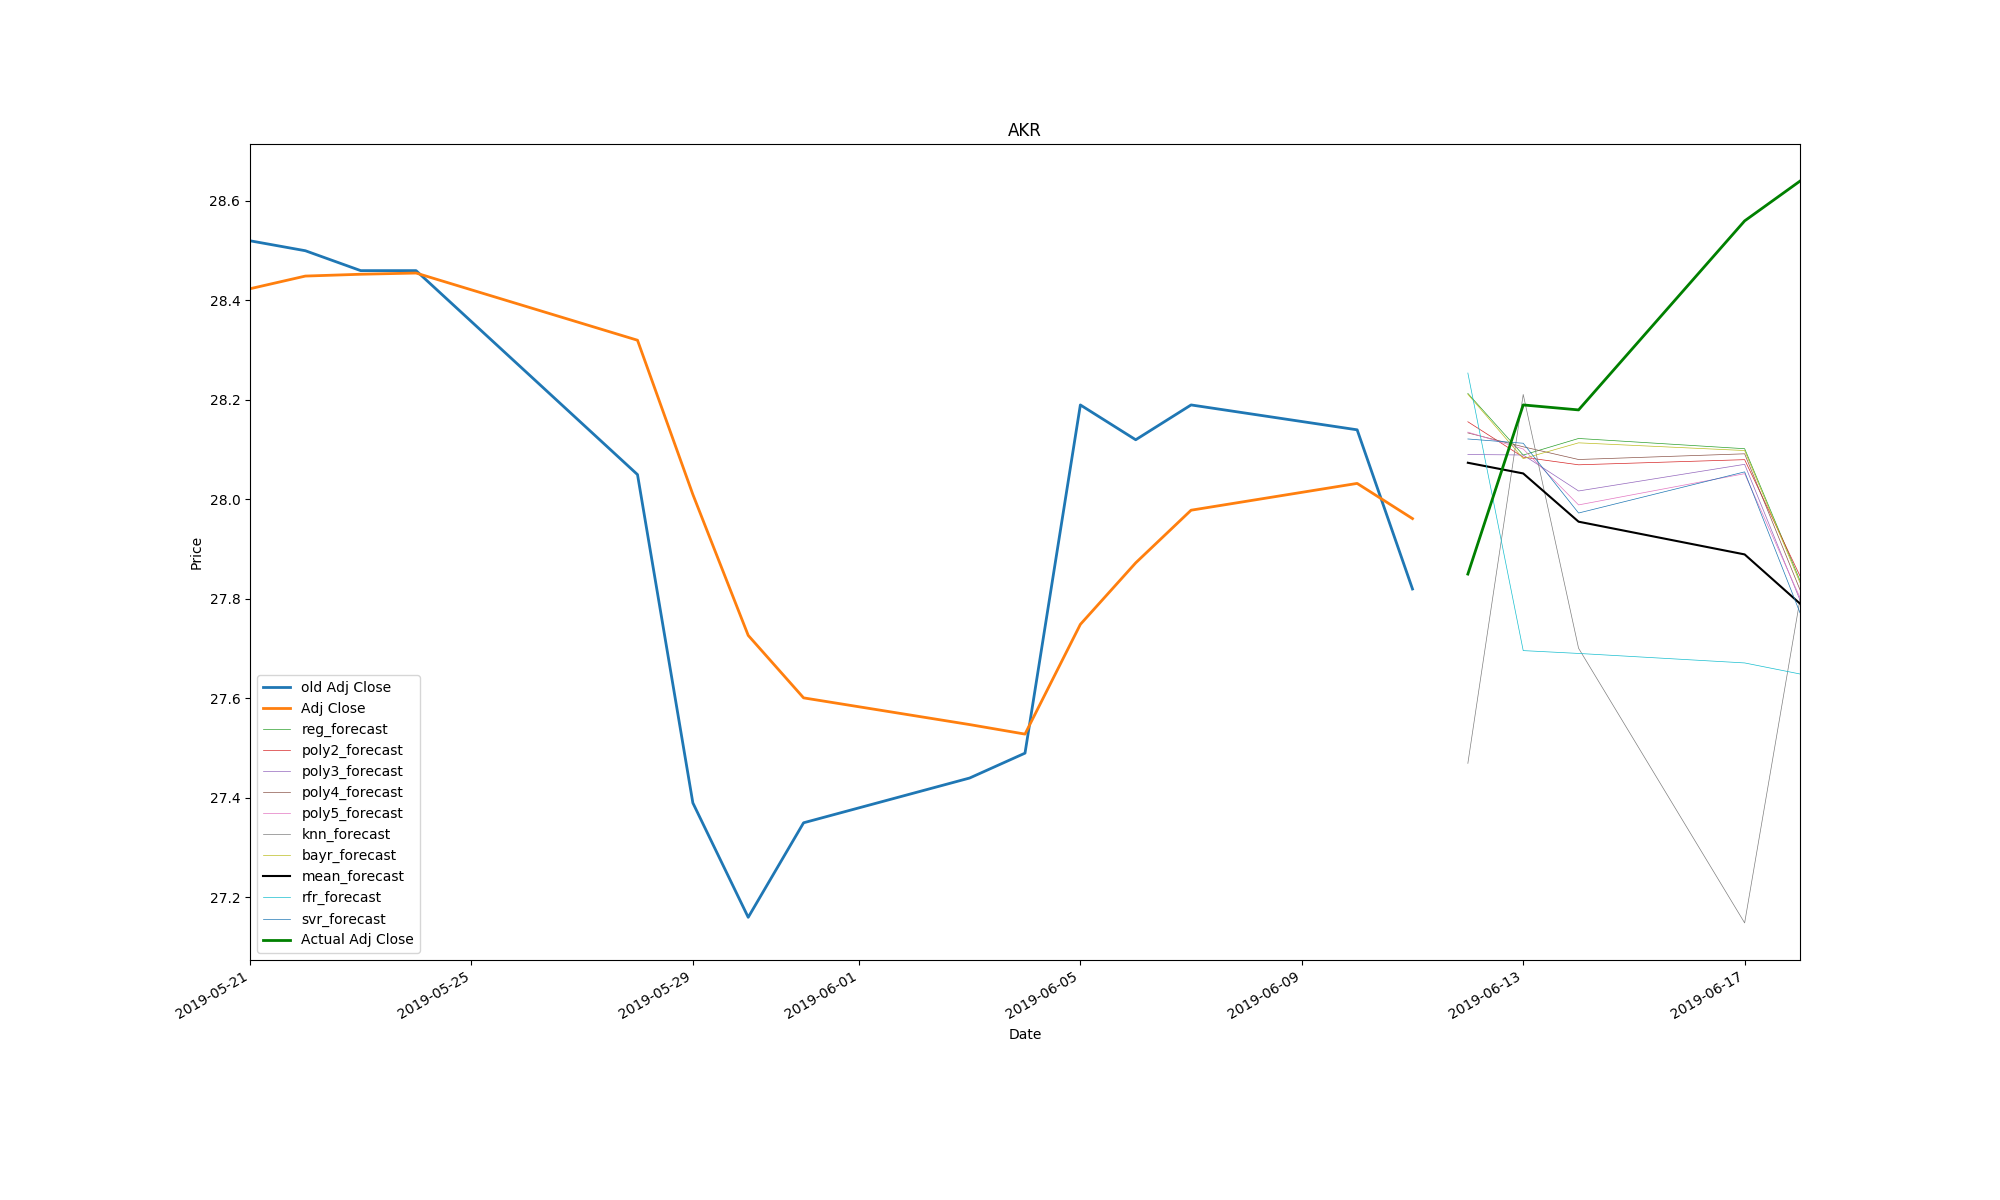 AKR
28.6
28.4
28.2
28.0
27.8
27.6
27.4
27.2
Price
old Adj Close
Adj Close
reg_forecast
poly2_forecast
poly3_forecast
poly4_forecast
poly5_forecast
knn_forecast
bayr_forecast
mean_forecast
rfr_forecast
svr_forecast
Actual Adj Close
2019-05-21
2019-05-25
2019-05-29
2019-06-01
2019-06-05
2019-06-09
2019-06-13
2019-06-17
Date